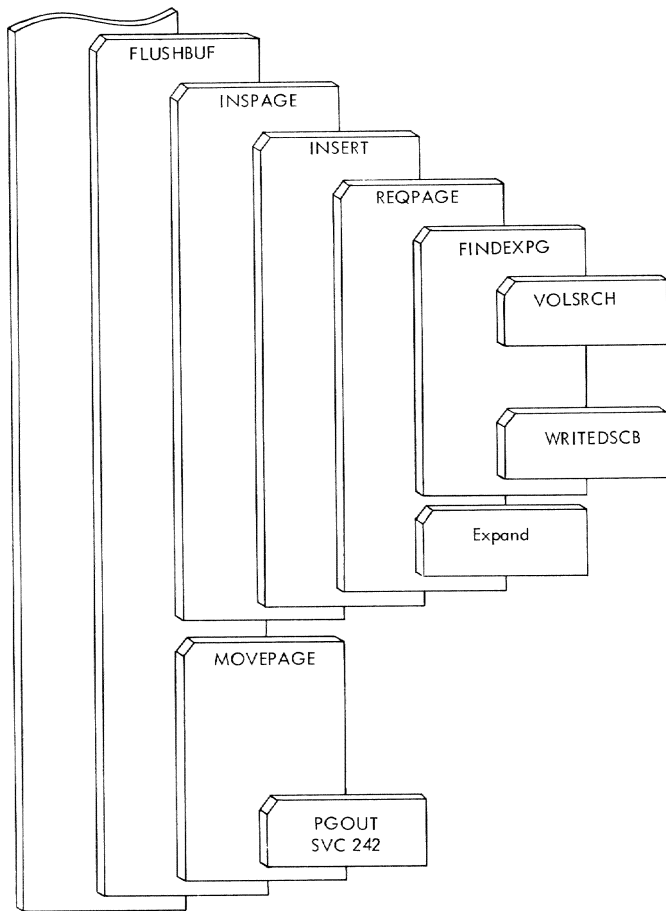 FLUSHBUF
INSPAGE
INSERT
REQPAGE
FINDEXPG
VOLSRCH
WRITEDSCB
Expand
MOVEPAGE
PGOUT
SVC 242